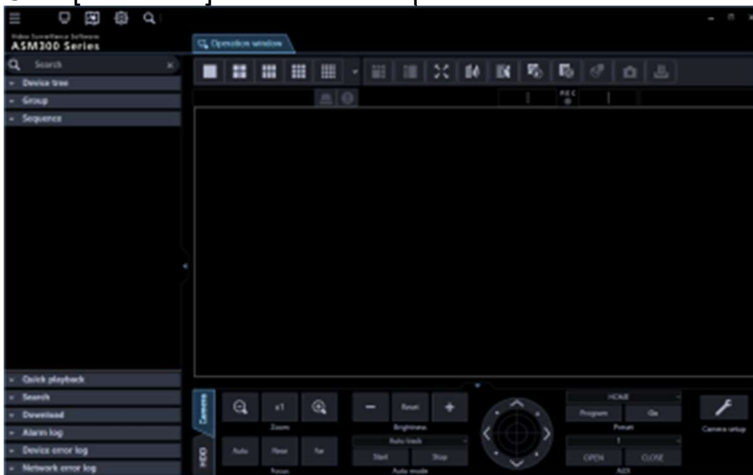 Video Surveillance Software
ASM300 Series
Operation window
Search
Device tree
Group
Sequence
REC
Quick playback
Search
Download
Alarm log
Device error log
Network error log
Camera
HDD
x1
Zoom
Auto
Near
Far
Focus
Reset
Brightness
Auto track
Start
Stop
Auto mode
HOME
Program
Go
Preset
1
OPEN
CLOSE
AUX
Camera setup